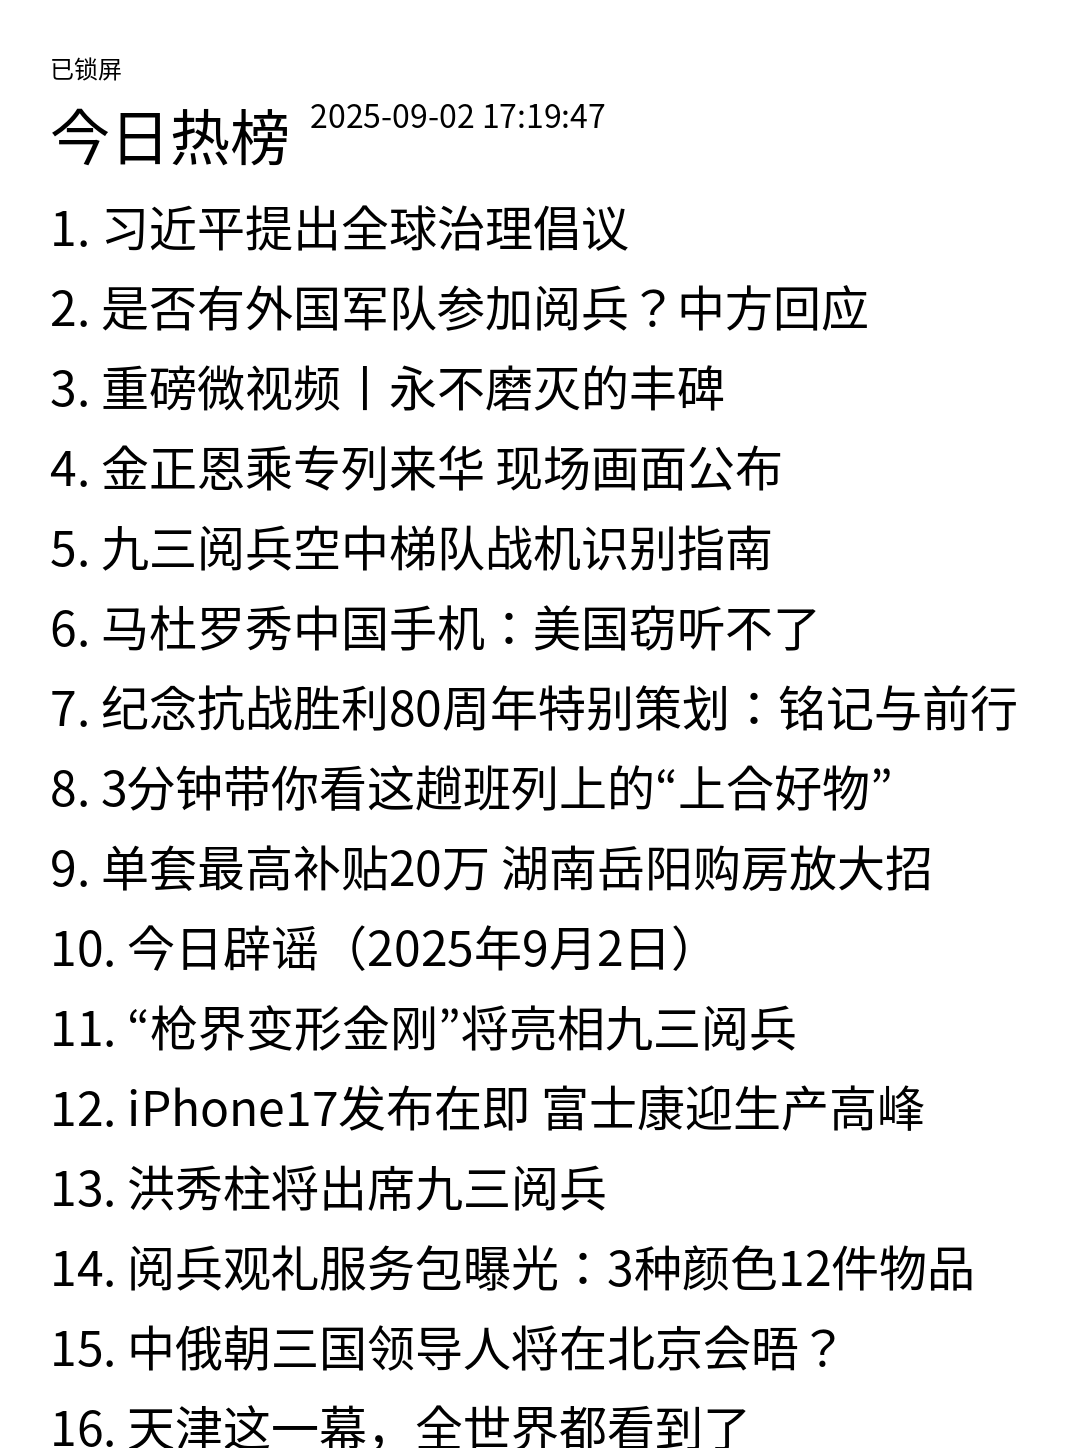 已锁屏
今日热榜 2025-09-02 17:19:47
1. 习近平提出全球治理倡议
2. 是否有外国军队参加阅兵？中方回应
3. 重磅微视频丨永不磨灭的丰碑
4. 金正恩乘专列来华 现场画面公布
5. 九三阅兵空中梯队战机识别指南
6. 马杜罗秀中国手机：美国窃听不了
7. 纪念抗战胜利80周年特别策划：铭记与前行
8. 3分钟带你看这趟班列上的“上合好物”
9. 单套最高补贴20万 湖南岳阳购房放大招
10. 今日辟谣（2025年9月2日）
11. “枪界变形金刚”将亮相九三阅兵
12. iPhone17发布在即 富士康迎生产高峰
13. 洪秀柱将出席九三阅兵
14. 阅兵观礼服务包曝光：3种颜色12件物品
15. 中俄朝三国领导人将在北京会晤？
16. 天津这一幕，全世界都看到了